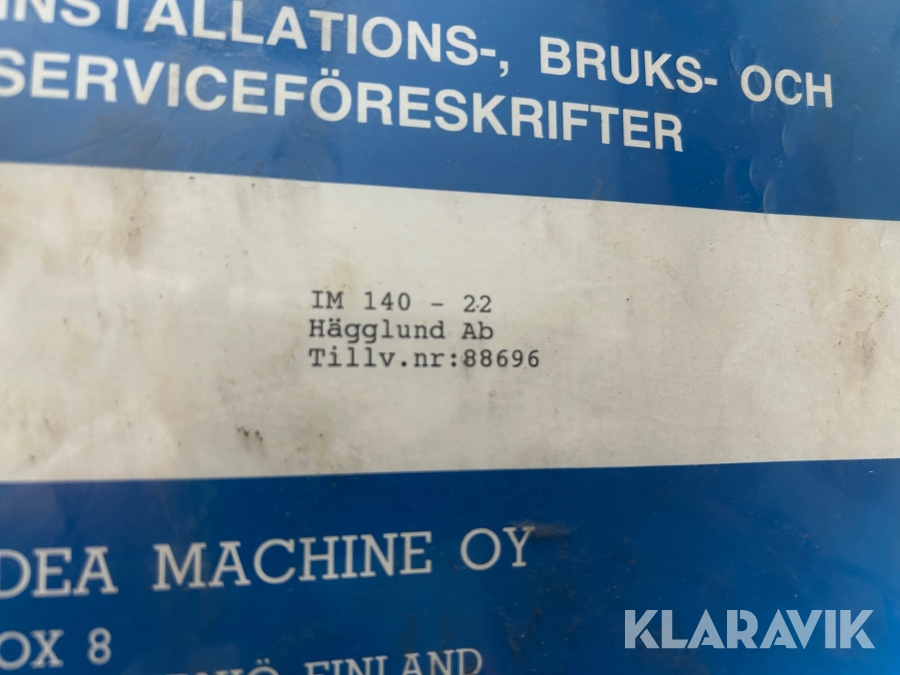 INSTALLATIONS-, BRUKS- OCH
SERVICEFÖRESKRIFTER
IM 140 - 22
Hägglund Ab
Tillv.nr:88696
DEA MACHINE OY
OX 8
FINLAND
KLARAVIK